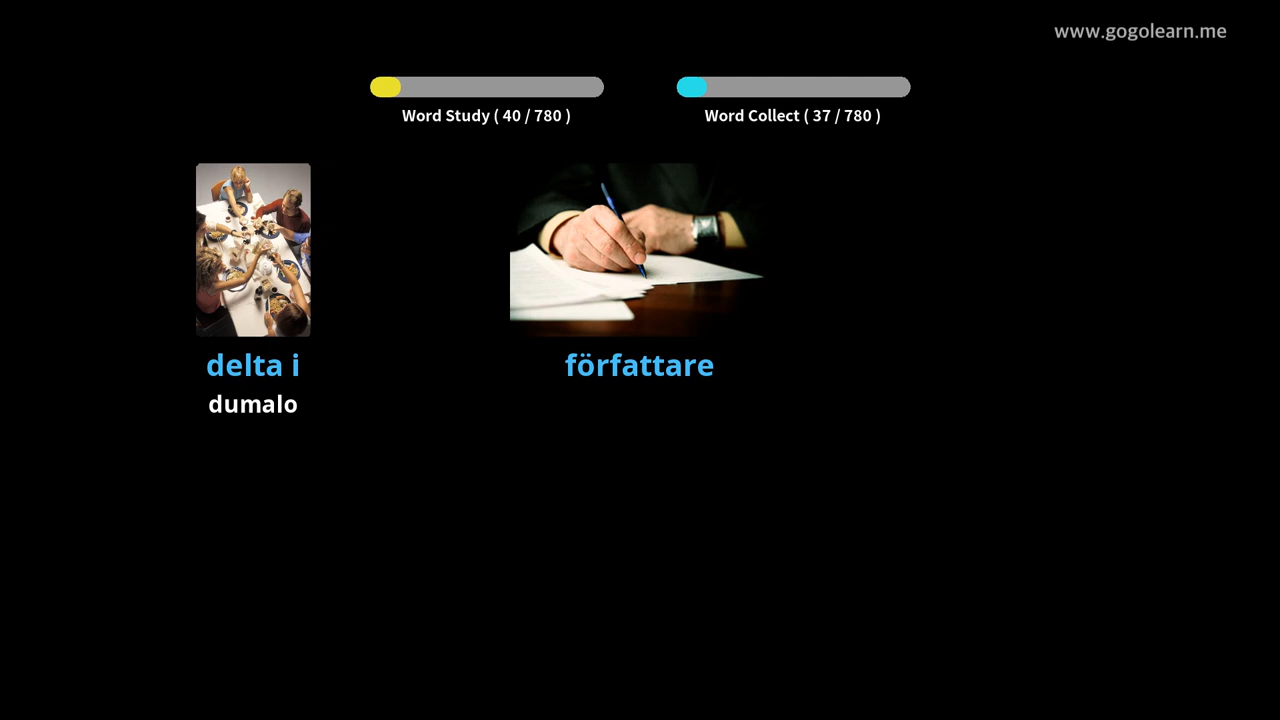 www.gogolearn.me
Word Study ( 40 / 780 )
Word Collect ( 37 / 780 )
delta i
dumalo
författare